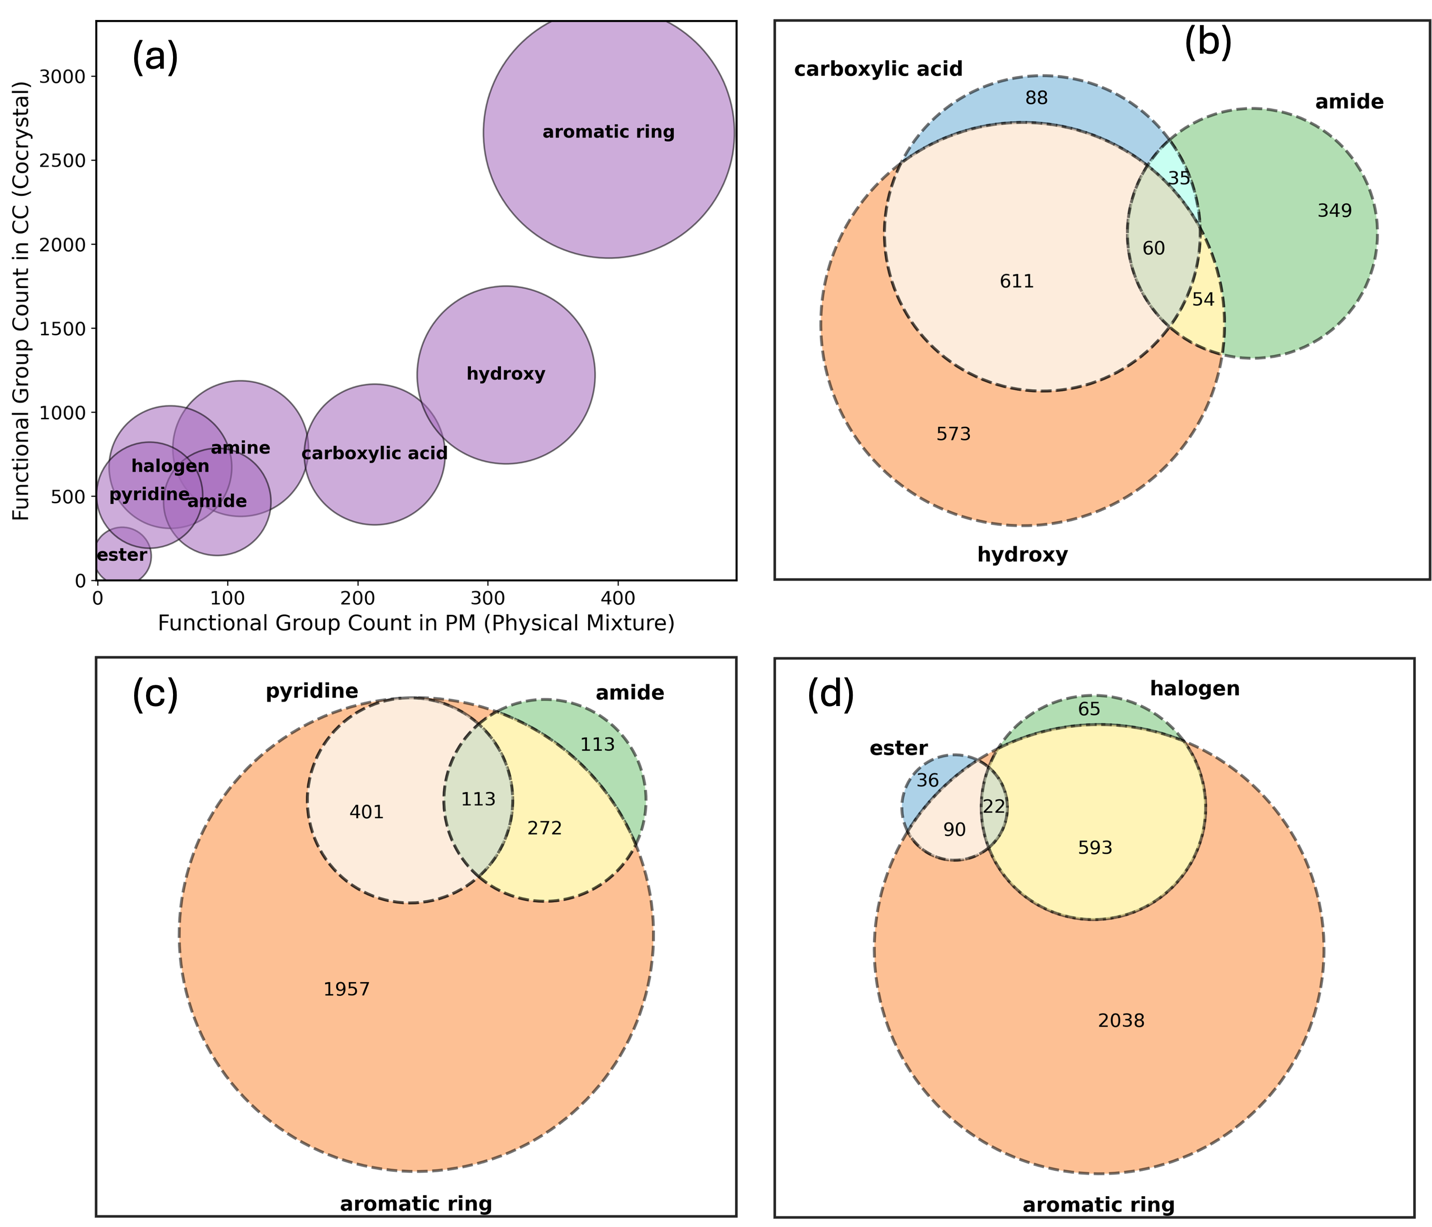 (a)
3000
2500
2000
1500
1000
500
0
Functional Group Count in CC (Cocrystal)
aromatic ring
hydroxy
carboxylic acid
amine
halogen
pyridine
amide
ester
0 100 200 300 400
Functional Group Count in PM (Physical Mixture)
(b)
carboxylic acid
amide
88
35
349
60
611
54
573
hydroxy
(c)
pyridine
amide
113
401
113
272
1957
aromatic ring
(d)
halogen
65
ester
36
22
90
593
2038
aromatic ring